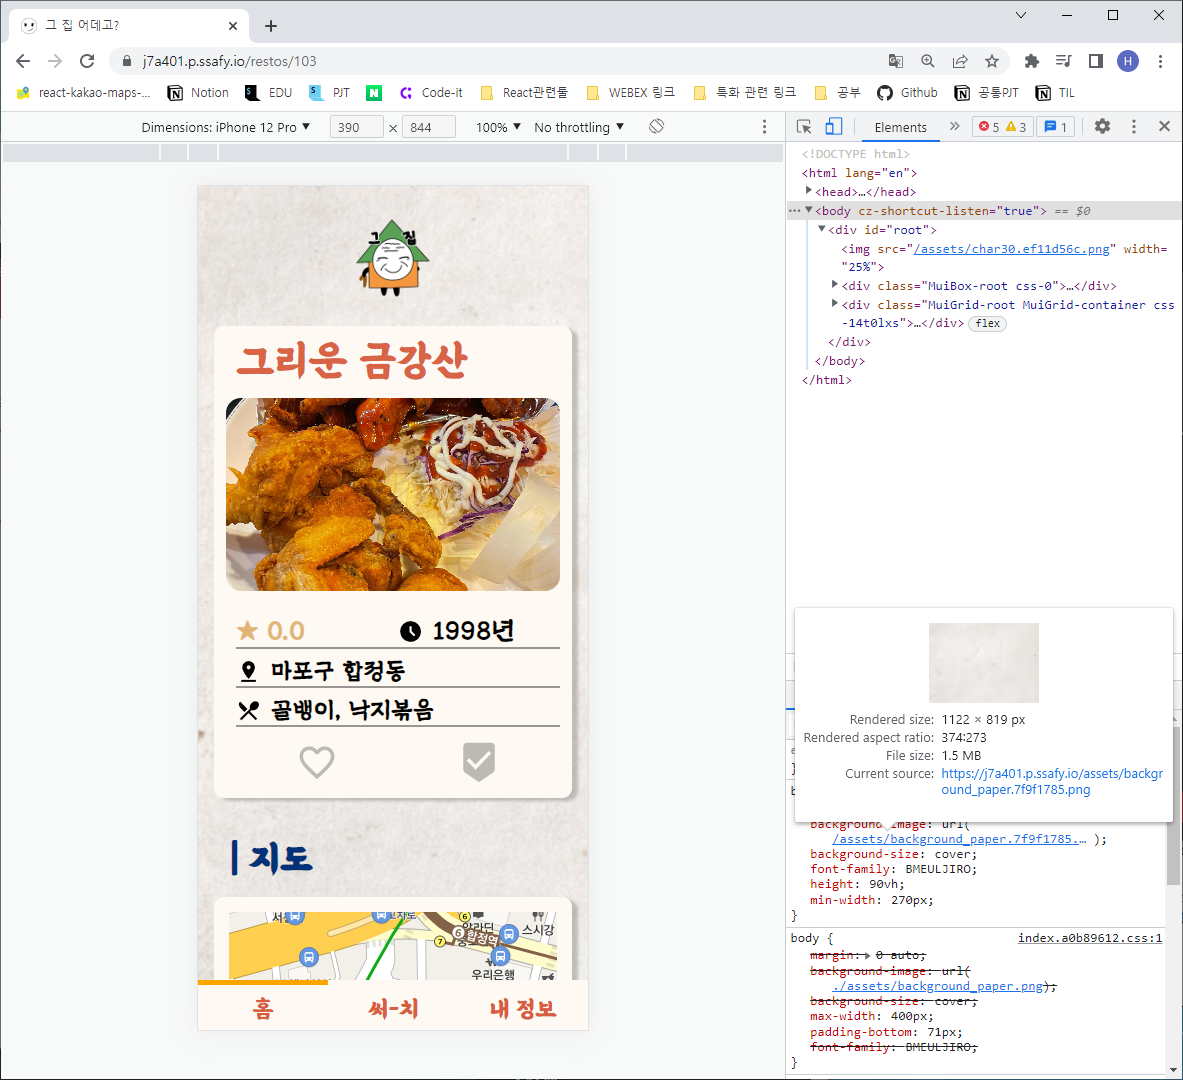 그 집 어데고?
j7a401.p.ssafy.io/restos/103
H
react-kakao-maps-...
Notion
EDU
PJT
Code-it
React관련툴
WEBEX 링크
특화 관련 링크
공부
Github
공통PJT
TIL
Dimensions: iPhone 12 Pro ▼ 390 × 844 100% ▼ No throttling ▼
Elements » 5 3 1
<!DOCTYPE html>
<html lang="en">
<head>…</head>
<body cz-shortcut-listen="true"> == $0
<div id="root">
<img src="/assets/char30.ef11d56c.png" width=
"25%">
<div class="MuiBox-root css-0">…</div>
<div class="MuiGrid-root MuiGrid-container css
-14t0lxs">…</div> flex
</div>
</body>
</html>
그 집
그리운 금강산
0.0 1998년
마포구 합정동
골뱅이, 낙지볶음
| 지도
스시강
6 합정역
우리은행
홈 써-치 내 정보
Rendered size: 1122 × 819 px
Rendered aspect ratio: 374:273
File size: 1.5 MB
Current source: https://j7a401.p.ssafy.io/assets/backgr
ound_paper.7f9f1785.png
background-image: url(
/assets/background_paper.7f9f1785.… );
background-size: cover;
font-family: BMEULJIRO;
height: 90vh;
min-width: 270px;
}
body { index.a0b89612.css:1
margin: 0 auto;
background-image: url(
./assets/background_paper.png);
background-size: cover;
max-width: 400px;
padding-bottom: 71px;
font-family: BMEULJIRO;
}